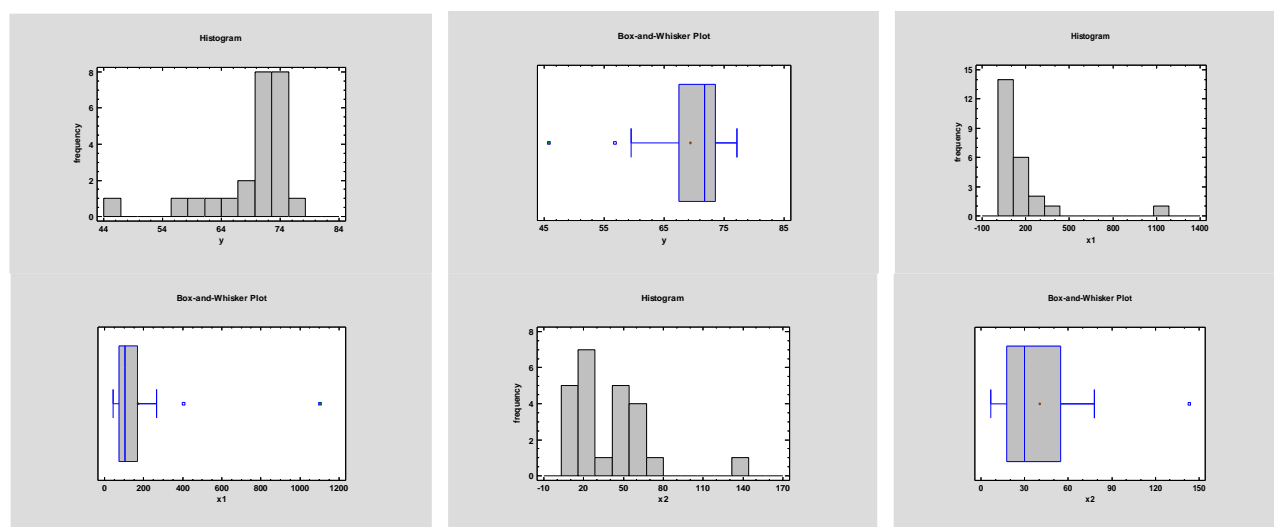 Histogram
frequency
8
6
4
2
0
44 54 64 74 84
y
Box-and-Whisker Plot
45 55 65 75 85
y
Histogram
frequency
15
12
9
6
3
0
-100 200 500 800 1100 1400
x1
Box-and-Whisker Plot
0 200 400 600 800 1000 1200
x1
Histogram
frequency
8
6
4
2
0
-10 20 50 80 110 140 170
x2
Box-and-Whisker Plot
0 30 60 90 120 150
x2